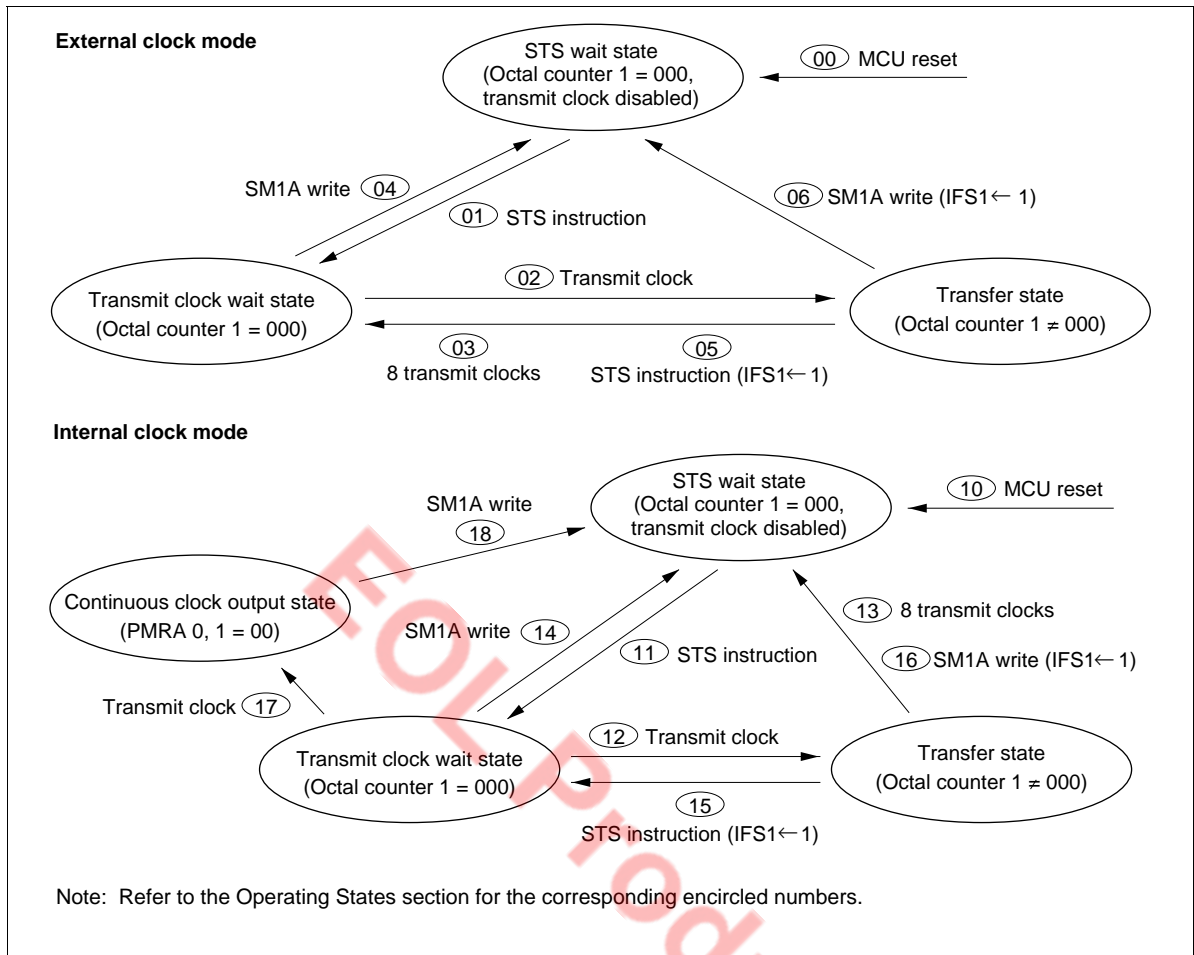 External clock mode
STS wait state
(Octal counter 1 = 000,
transmit clock disabled)
00 MCU reset
SM1A write 04
01 STS instruction
06 SM1A write (IFS1← 1)
Transmit clock wait state
(Octal counter 1 = 000)
02 Transmit clock
Transfer state
(Octal counter 1 ≠ 000)
03
8 transmit clocks
05
STS instruction (IFS1← 1)
Internal clock mode
STS wait state
(Octal counter 1 = 000,
transmit clock disabled)
10 MCU reset
SM1A write
18
Continuous clock output state
(PMRA 0, 1 = 00)
SM1A write 14
11 STS instruction
13 8 transmit clocks
16 SM1A write (IFS1← 1)
Transmit clock 17
Transmit clock wait state
(Octal counter 1 = 000)
12 Transmit clock
Transfer state
(Octal counter 1 ≠ 000)
15
STS instruction (IFS1← 1)
Note: Refer to the Operating States section for the corresponding encircled numbers.
EOL Prod